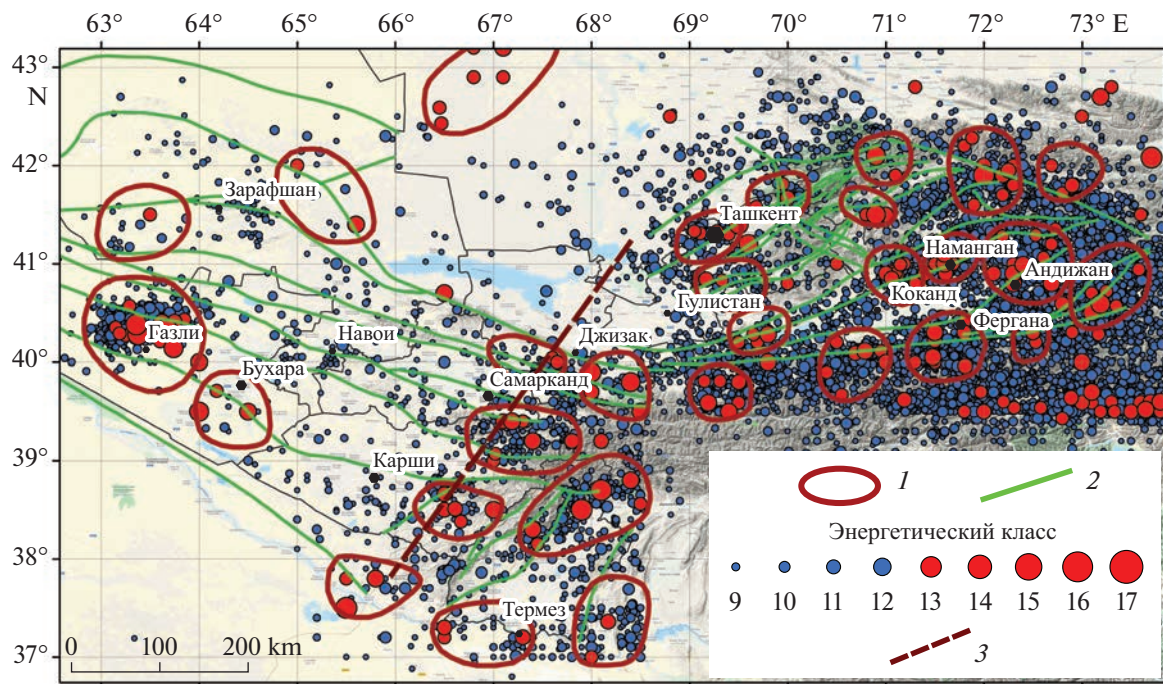 63° 64° 65° 66° 67° 68° 69° 70° 71° 72° 73° E
43°
N
42°
Зарафшан
Ташкент
41°
Наманган
Андижан
Гулистан
Коканд
Газли
Навои
Джизак
Фергана
40°
Бухара
Самарканд
39°
Карши
38°
Термез
37°
0 100 200 km
1 2
Энергетический класс
9 10 11 12 13 14 15 16 17
3